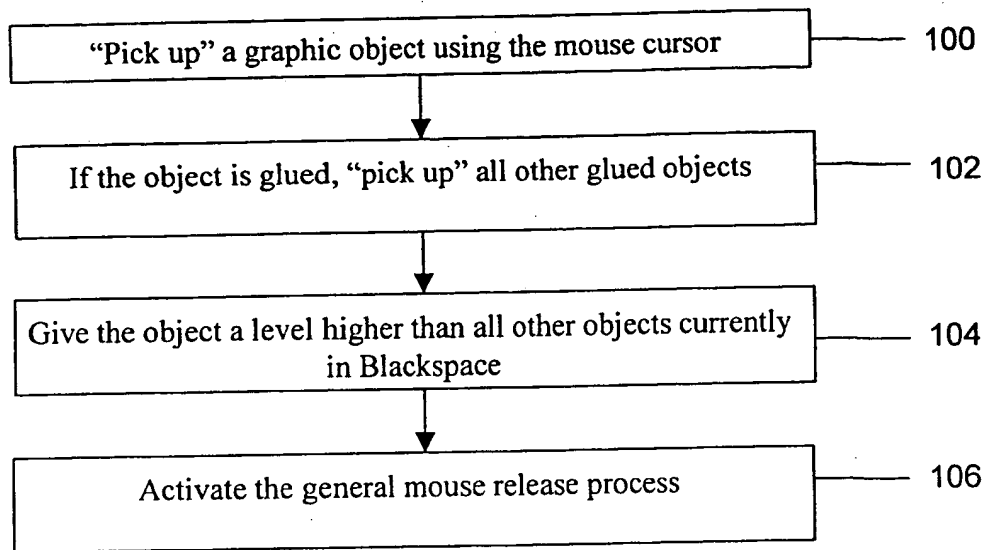 “Pick up” a graphic object using the mouse cursor
100
If the object is glued, “pick up” all other glued objects
102
Give the object a level higher than all other objects currently
in Blackspace
104
Activate the general mouse release process
106